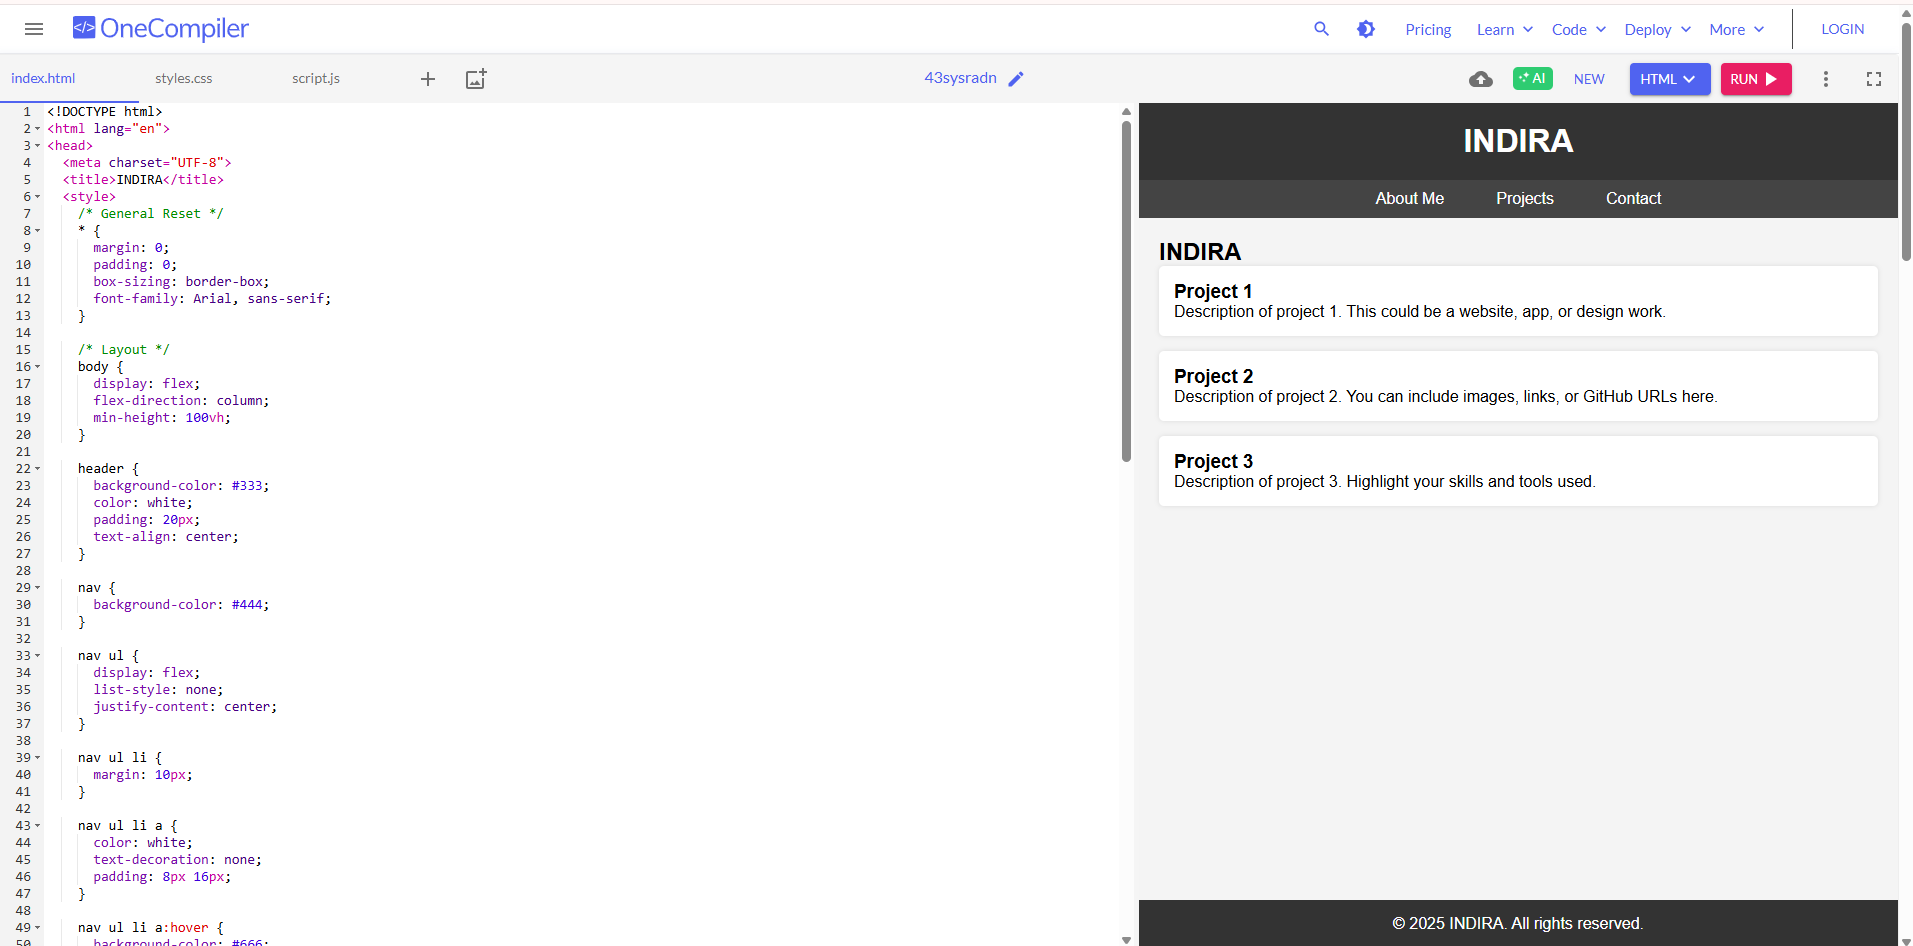 OneCompiler
Pricing Learn Code Deploy More LOGIN
index.html styles.css script.js 43sysradn AI NEW HTML RUN
1 <!DOCTYPE html>
2 <html lang="en">
3 <head>
4 <meta charset="UTF-8">
5 <title>INDIRA</title>
6 <style>
7 /* General Reset */
8 * {
9 margin: 0;
10 padding: 0;
11 box-sizing: border-box;
12 font-family: Arial, sans-serif;
13 }
14
15 /* Layout */
16 body {
17 display: flex;
18 flex-direction: column;
19 min-height: 100vh;
20 }
21
22 header {
23 background-color: #333;
24 color: white;
25 padding: 20px;
26 text-align: center;
27 }
28
29 nav {
30 background-color: #444;
31 }
32
33 nav ul {
34 display: flex;
35 list-style: none;
36 justify-content: center;
37 }
38
39 nav ul li {
40 margin: 10px;
41 }
42
43 nav ul li a {
44 color: white;
45 text-decoration: none;
46 padding: 8px 16px;
47 }
48
49 nav ul li a:hover {
50 background-color: #666;
INDIRA
About Me Projects Contact
INDIRA
Project 1
Description of project 1. This could be a website, app, or design work.
Project 2
Description of project 2. You can include images, links, or GitHub URLs here.
Project 3
Description of project 3. Highlight your skills and tools used.
© 2025 INDIRA. All rights reserved.